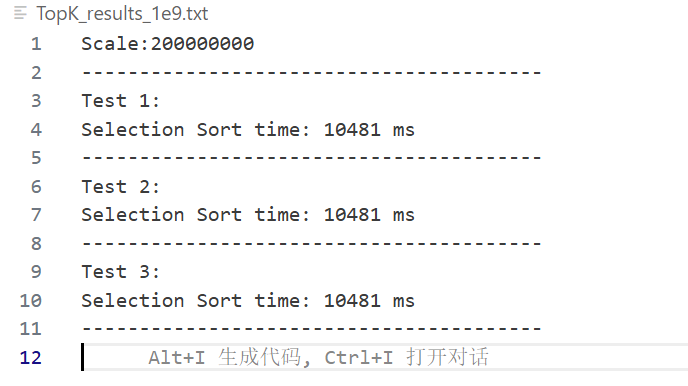 TopK_results_1e9.txt
1 Scale:200000000
2 ----------------------------------------
3 Test 1:
4 Selection Sort time: 10481 ms
5 ----------------------------------------
6 Test 2:
7 Selection Sort time: 10481 ms
8 ----------------------------------------
9 Test 3:
10 Selection Sort time: 10481 ms
11 ----------------------------------------
12 Alt+I 生成代码, Ctrl+I 打开对话